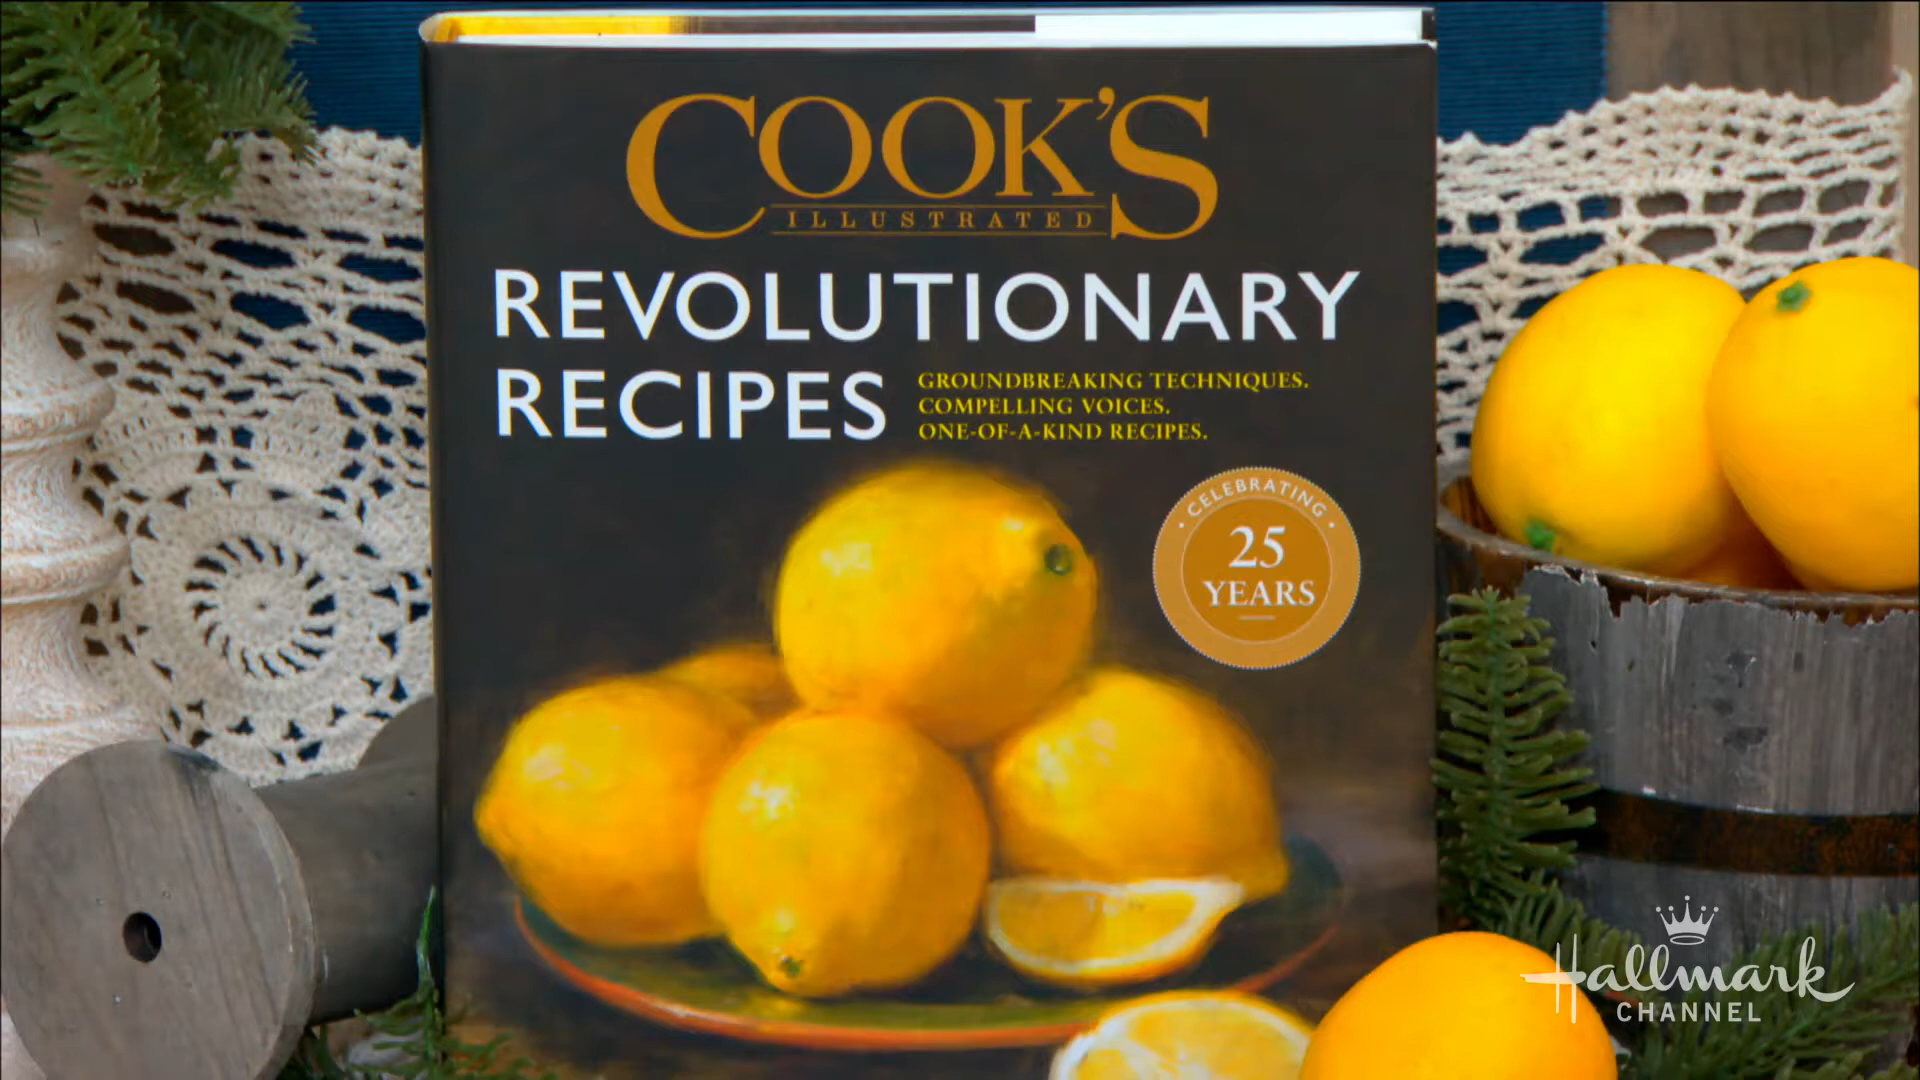 COOK'S
ILLUSTRATED
REVOLUTIONARY
RECIPES
GROUNDBREAKING TECHNIQUES.
COMPELLING VOICES.
ONE-OF-A-KIND RECIPES.
• CELEBRATING •
25
YEARS
Hallmark
CHANNEL